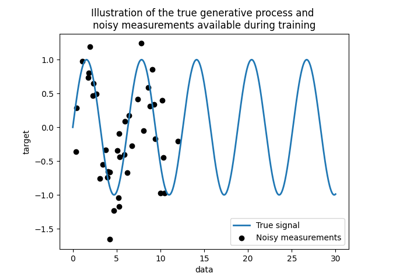 Illustration of the true generative process and
noisy measurements available during training
1.0
0.5
0.0
−0.5
−1.0
−1.5
target
True signal
Noisy measurements
0 5 10 15 20 25 30
data